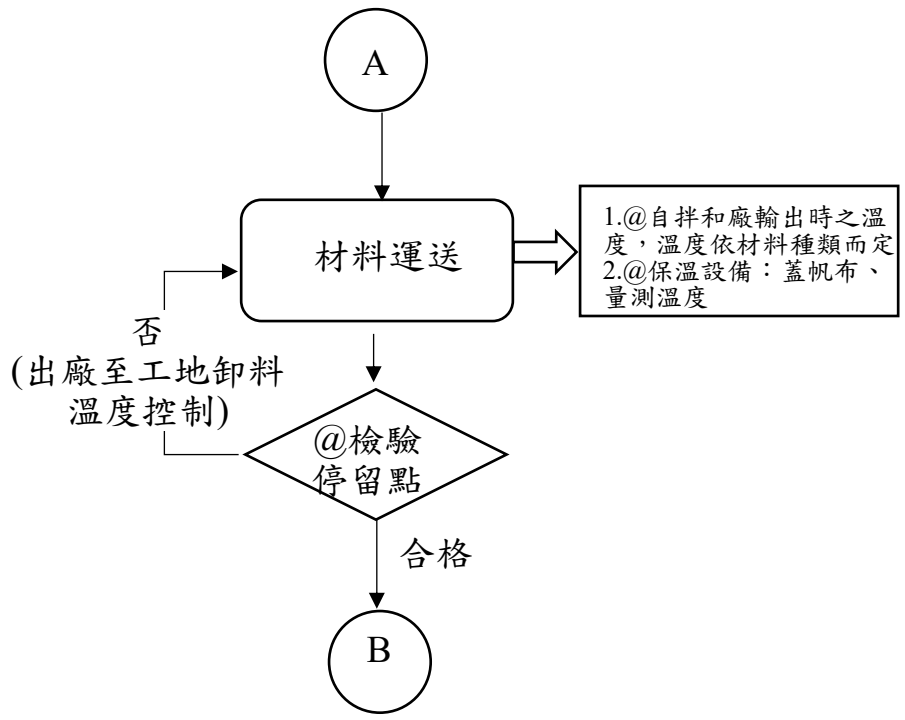 A
材料運送
1.@自拌和廠輸出時之溫
度，溫度依材料種類而定
2.@保溫設備：蓋帆布、
量測溫度
否
(出廠至工地卸料
溫度控制)
@檢驗
停留點
合格
B